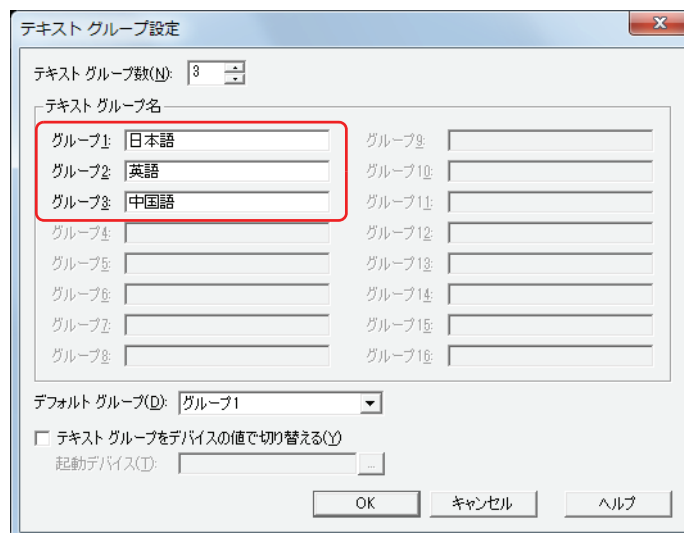 テキスト グループ設定
テキスト グループ数(N): 3
テキスト グループ名
グループ1: 日本語
グループ2: 英語
グループ3: 中国語
グループ4:
グループ5:
グループ6:
グループ7:
グループ8:
グループ9:
グループ10:
グループ11:
グループ12:
グループ13:
グループ14:
グループ15:
グループ16:
デフォルト グループ(D): グループ1
テキスト グループをデバイスの値で切り替える(Y)
起動デバイス(T): ...
OK キャンセル ヘルプ